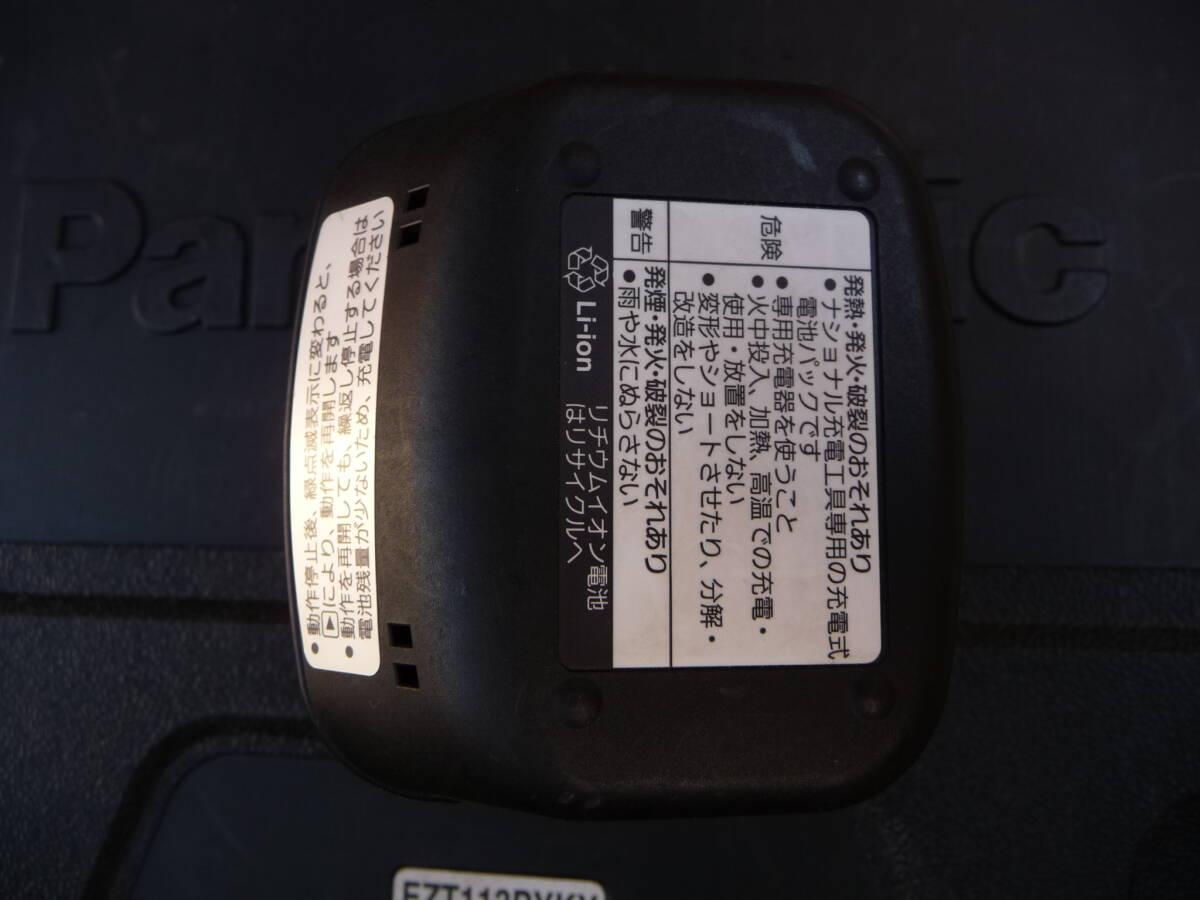 危険
発熱・発火・破裂のおそれあり
● ナショナル充電工具専用の充電式
電池パックです
● 専用充電器を使うこと
● 火中投入、加熱、高温での充電・
使用・放置をしない
● 変形やショートさせたり、分解・
改造をしない
警告
発煙・発火・破裂のおそれあり
● 雨や水にぬらさない
Li-ion
リチウムイオン電池
はリサイクルへ
● 動作停止後、緑点滅表示に変わると、
▶により、動作を再開します
● 動作を再開しても、繰返し停止する場合は
電池残量が少ないため、充電してください